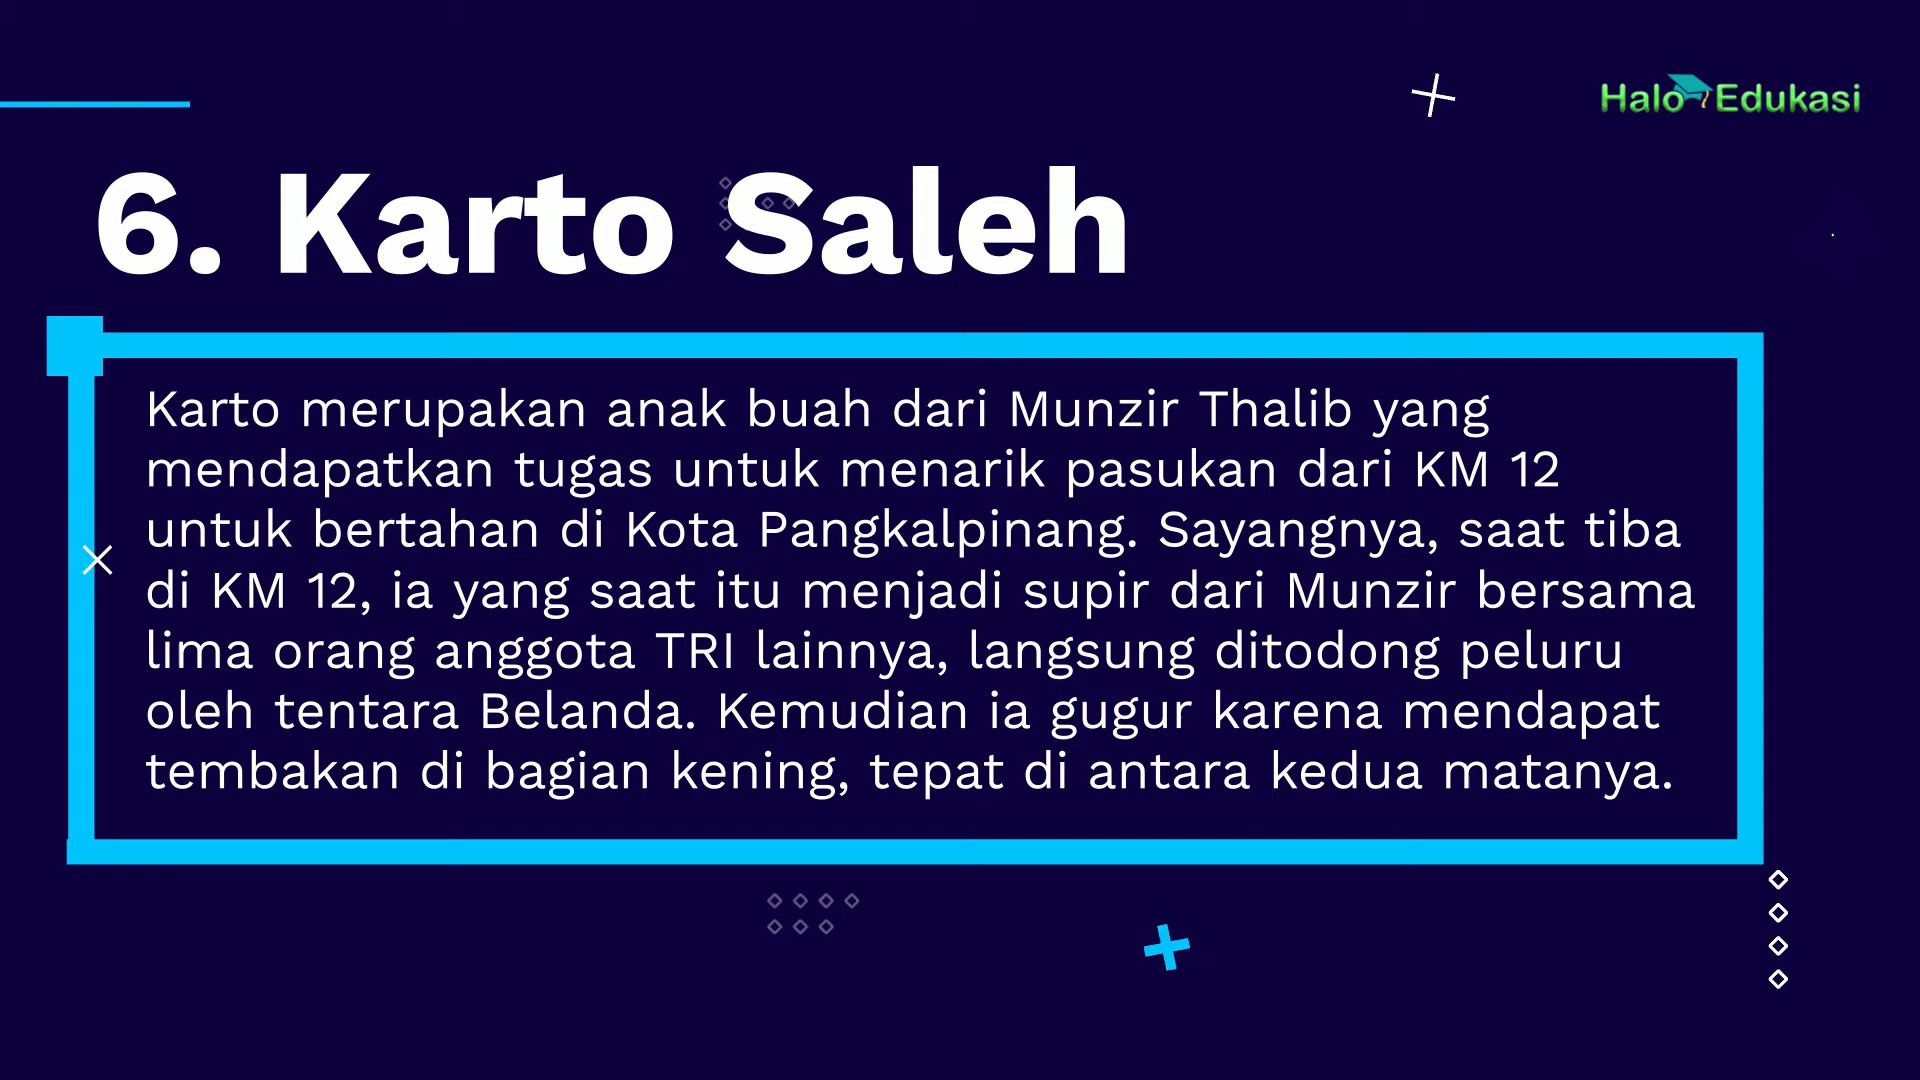 Halo Edukasi
6. Karto Saleh
Karto merupakan anak buah dari Munzir Thalib yang
mendapatkan tugas untuk menarik pasukan dari KM 12
untuk bertahan di Kota Pangkalpinang. Sayangnya, saat tiba
di KM 12, ia yang saat itu menjadi supir dari Munzir bersama
lima orang anggota TRI lainnya, langsung ditodong peluru
oleh tentara Belanda. Kemudian ia gugur karena mendapat
tembakan di bagian kening, tepat di antara kedua matanya.